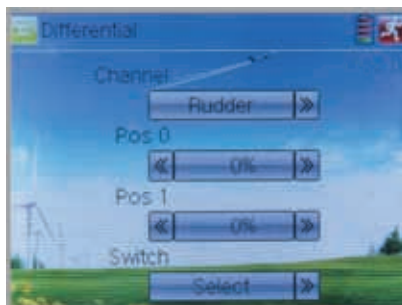 Differential
Channel
Rudder
Pos 0
0%
Pos 1
0%
Switch
Select